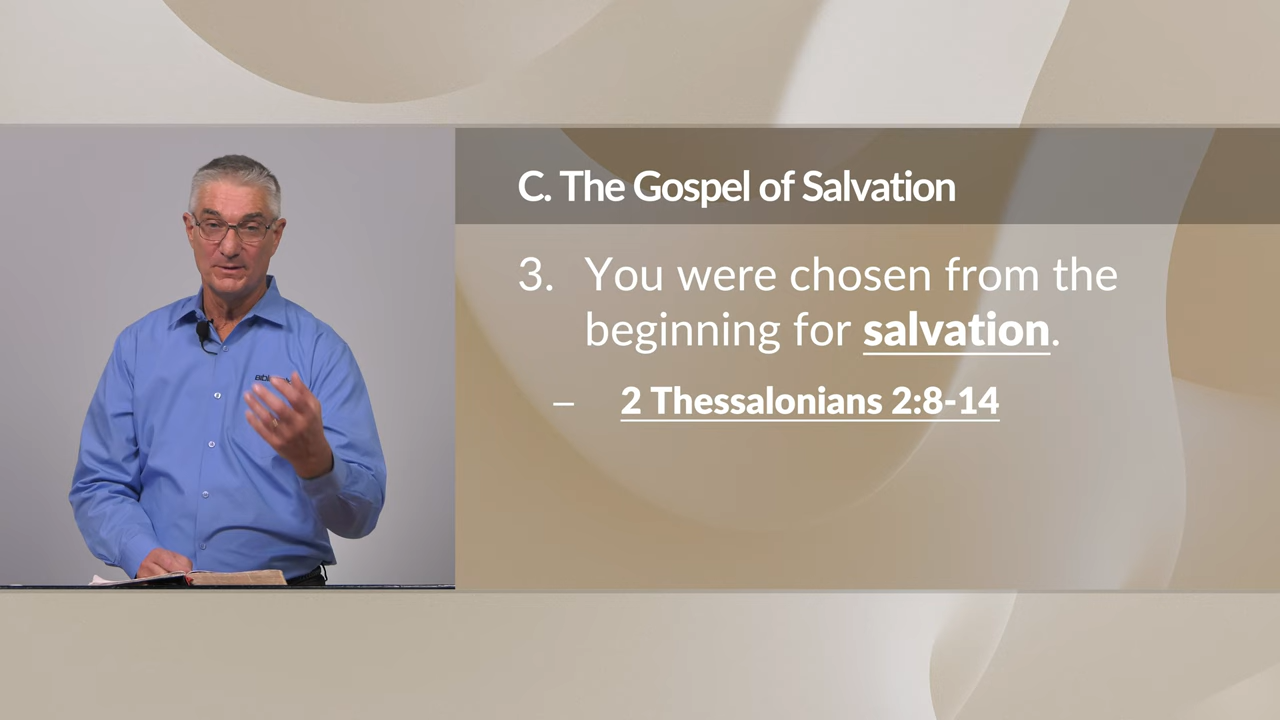 C. The Gospel of Salvation
3. You were chosen from the
beginning for salvation.
– 2 Thessalonians 2:8-14